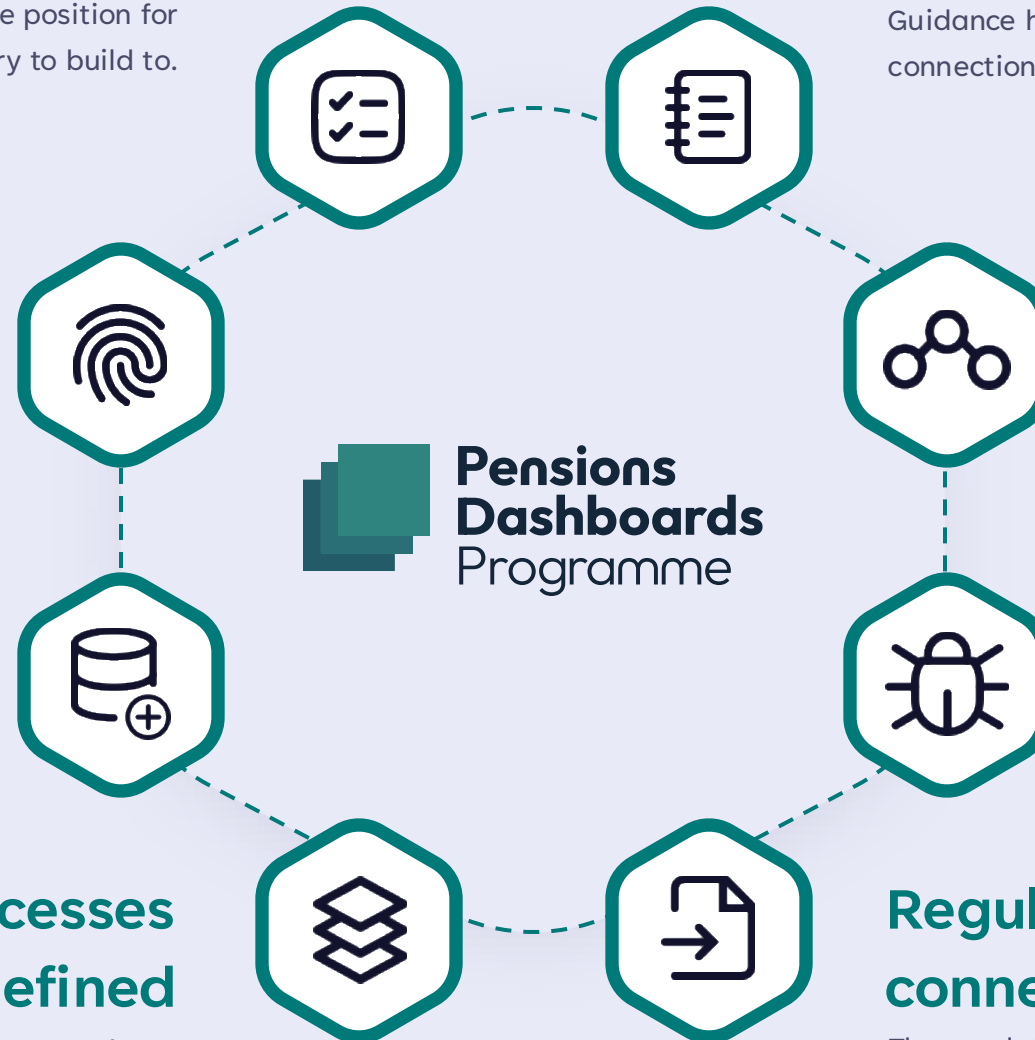 e position for
ry to build to.
Guidance h
connection
Pensions
Dashboards
Programme
cesses
efined
Regul
conne